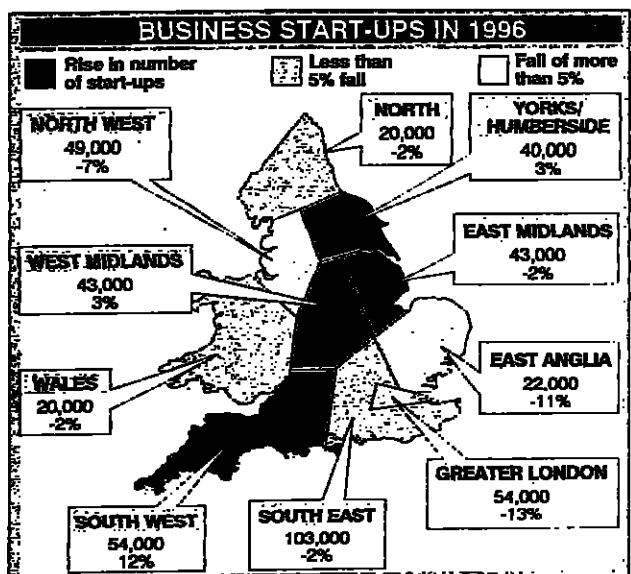 BUSINESS START-UPS IN 1996
Rise in number
of start-ups
Less than
5% fall
Fall of more
than 5%
NORTH WEST
49,000
-7%
NORTH
20,000
-2%
YORKS/
HUMBERSIDE
40,000
3%
WEST MIDLANDS
43,000
3%
EAST MIDLANDS
43,000
-2%
WALES
20,000
-2%
EAST ANGLIA
22,000
-11%
GREATER LONDON
54,000
-13%
SOUTH WEST
54,000
12%
SOUTH EAST
103,000
-2%